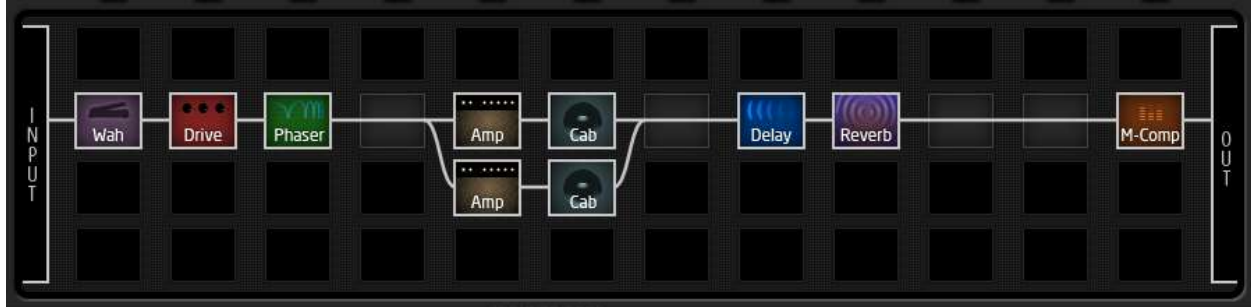 INPUT
Wah
Drive
Phaser
Amp
Cab
Delay
Reverb
M-Comp
OUT
Amp
Cab